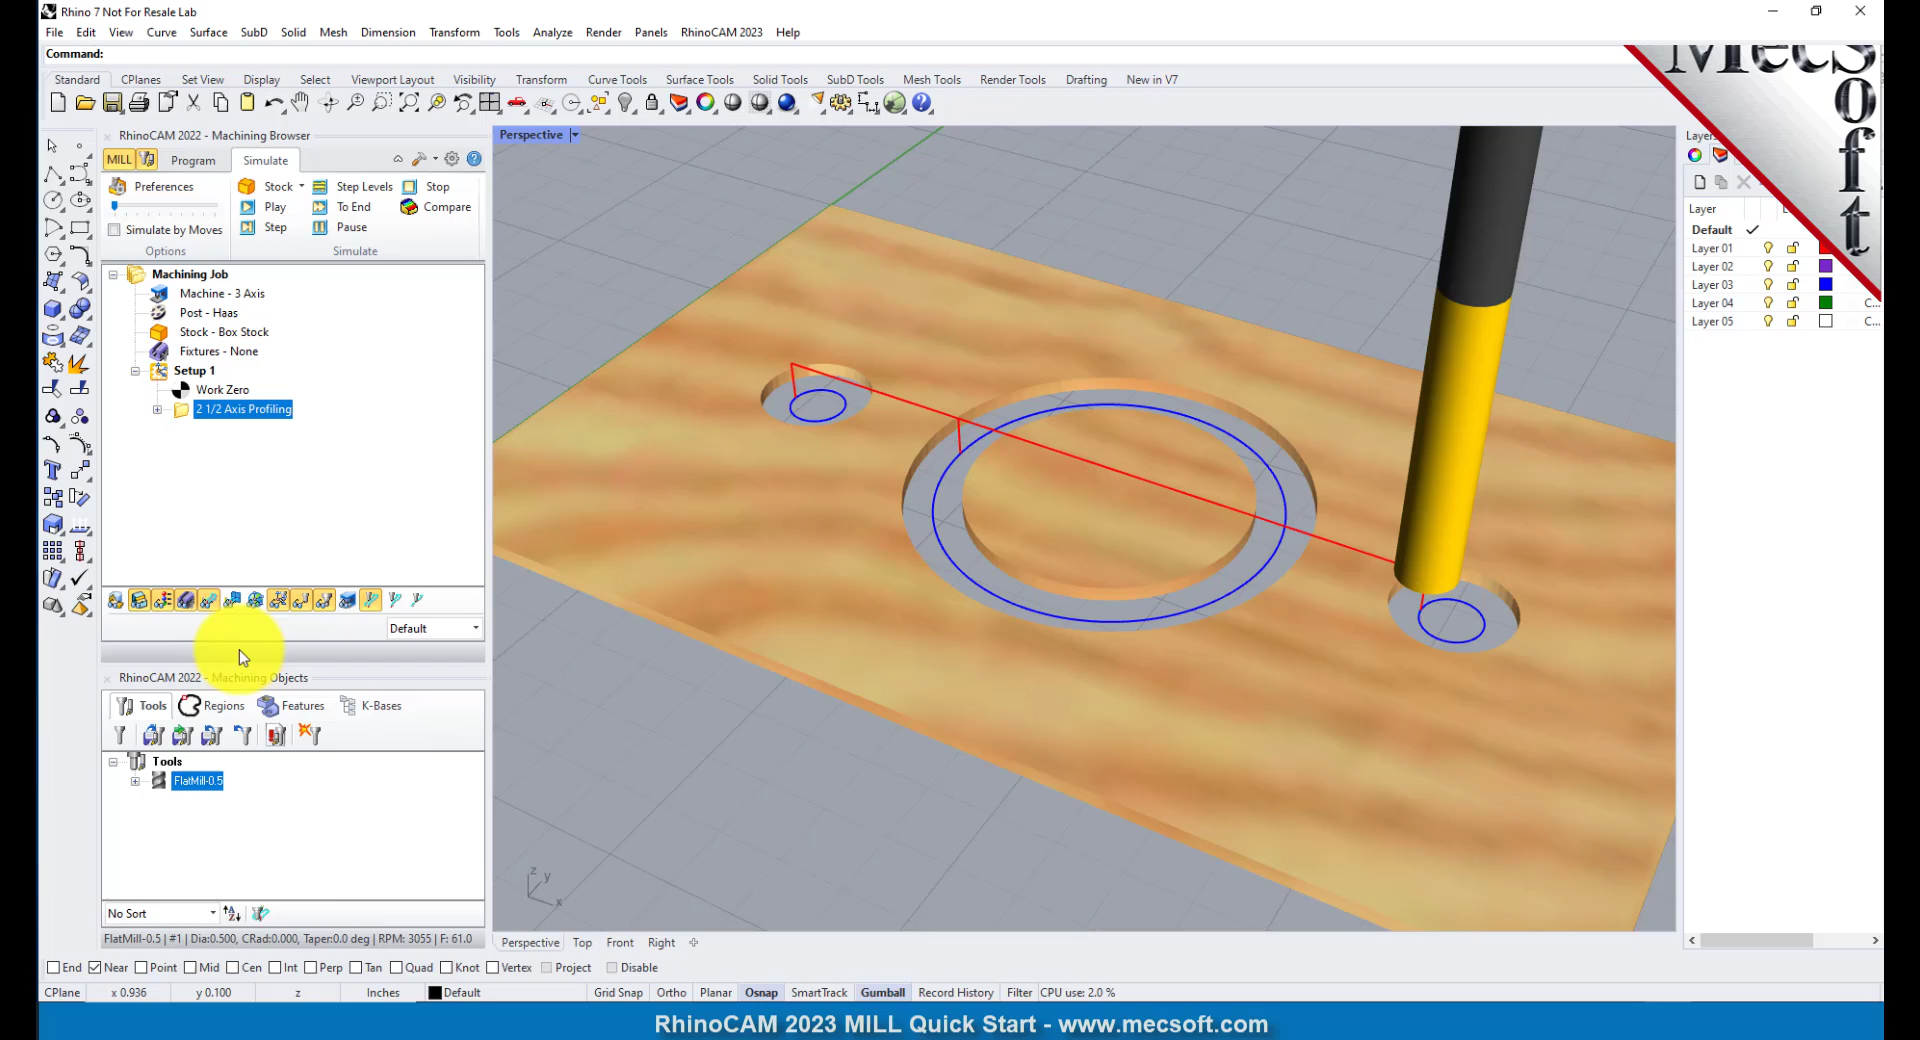 Rhino 7 Not For Resale Lab
File Edit View Curve Surface SubD Solid Mesh Dimension Transform Tools Analyze Render Panels RhinoCAM 2023 Help
Command:
Standard CPlanes Set View Display Select Viewport Layout Visibility Transform Curve Tools Surface Tools Solid Tools SubD Tools Mesh Tools Render Tools Drafting New in V7
RhinoCAM 2022 - Machining Browser
MILL Program Simulate
Preferences Stock Step Levels Stop
Play To End Compare
Simulate by Moves Step Pause
Options Simulate
Machining Job
Machine - 3 Axis
Post - Haas
Stock - Box Stock
Fixtures - None
Setup 1
Work Zero
2 1/2 Axis Profiling
Default
RhinoCAM 2022 - Machining Objects
Tools Regions Features K-Bases
Tools
FlatMill-0.5
No Sort
FlatMill-0.5 | #1 | Dia:0.500, CRad:0.000, Taper:0.0 deg | RPM: 3055 | F: 61.0
Perspective
z
y
x
Perspective Top Front Right
MecSoft
Layers
Layer
Default
Layer 01
Layer 02
Layer 03
Layer 04 C...
Layer 05 C...
End Near Point Mid Cen Int Perp Tan Quad Knot Vertex Project Disable
CPlane x 0.936 y 0.100 z Inches Default Grid Snap Ortho Planar Osnap SmartTrack Gumball Record History Filter CPU use: 2.0 %
RhinoCAM 2023 MILL Quick Start - www.mecsoft.com